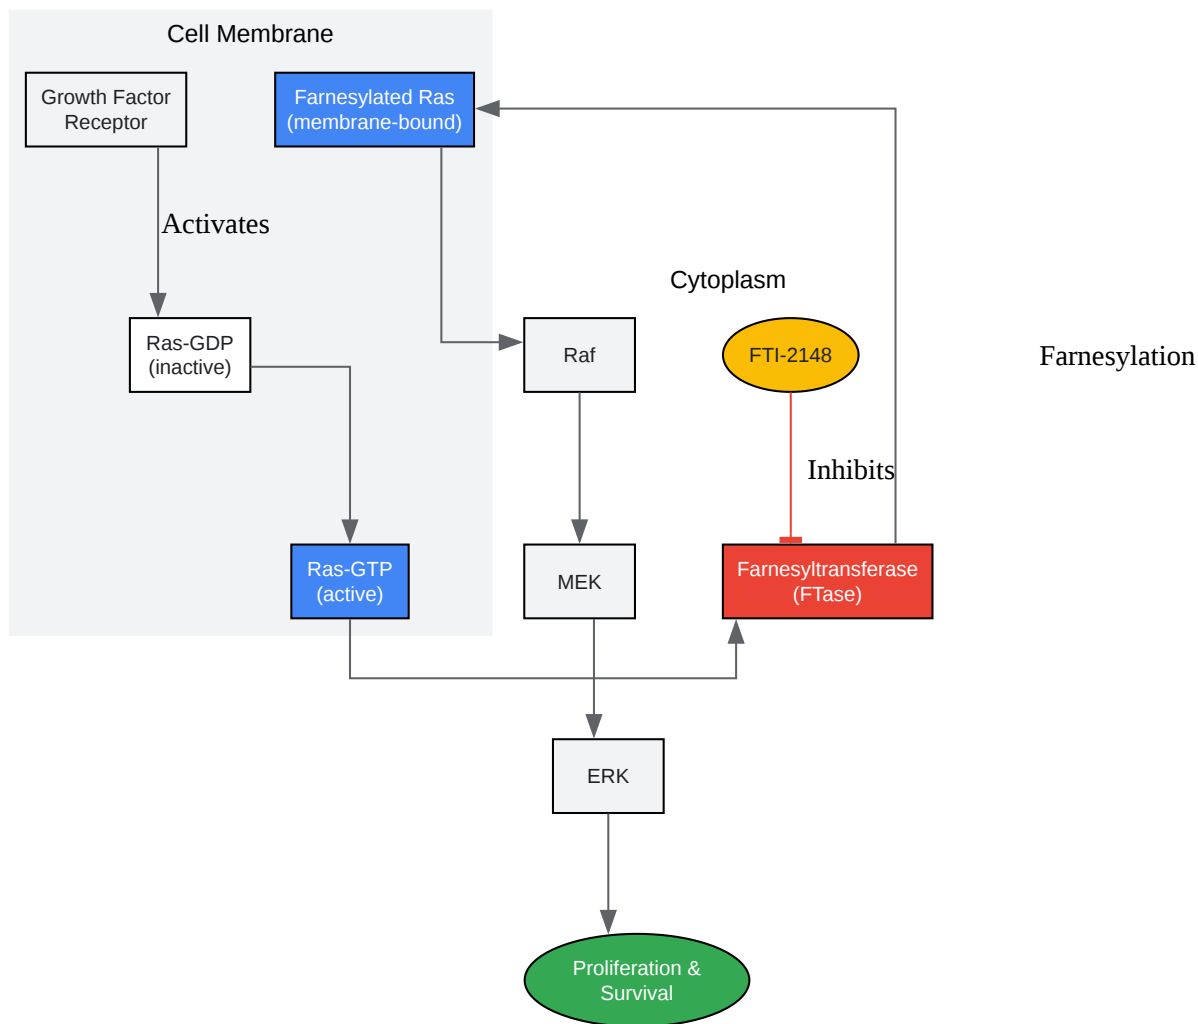 Cell Membrane
Growth Factor
Receptor
Farnesylated Ras
(membrane-bound)
Activates
Cytoplasm
Ras-GDP
(inactive)
Raf
FTI-2148
Farnesylation
Inhibits
Ras-GTP
(active)
MEK
Farnesyltransferase
(FTase)
ERK
Proliferation &
Survival